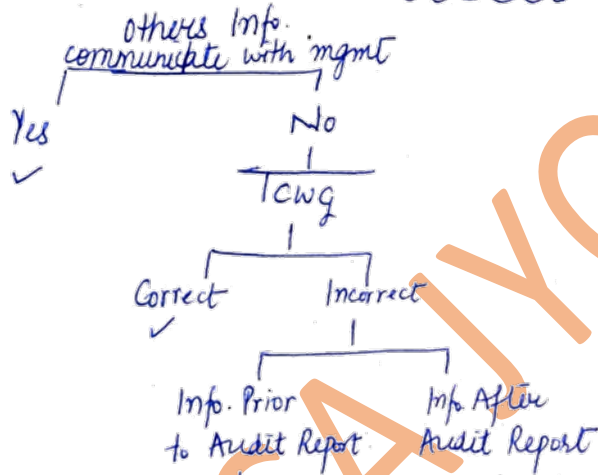 Others Info.
communicate with mgmt
Yes
No
TCWG
Correct
Incorrect
Info. Prior
to Audit Report
Info After
Audit Report